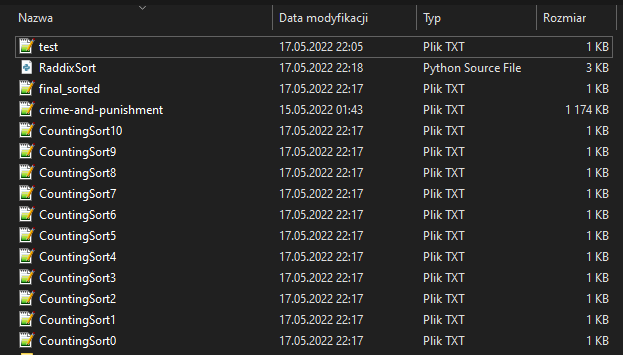 Nazwa Data modyfikacji Typ Rozmiar
test 17.05.2022 22:05 Plik TXT 1 KB
RaddixSort 17.05.2022 22:18 Python Source File 3 KB
final_sorted 17.05.2022 22:17 Plik TXT 1 KB
crime-and-punishment 15.05.2022 01:43 Plik TXT 1 174 KB
CountingSort10 17.05.2022 22:17 Plik TXT 1 KB
CountingSort9 17.05.2022 22:17 Plik TXT 1 KB
CountingSort8 17.05.2022 22:17 Plik TXT 1 KB
CountingSort7 17.05.2022 22:17 Plik TXT 1 KB
CountingSort6 17.05.2022 22:17 Plik TXT 1 KB
CountingSort5 17.05.2022 22:17 Plik TXT 1 KB
CountingSort4 17.05.2022 22:17 Plik TXT 1 KB
CountingSort3 17.05.2022 22:17 Plik TXT 1 KB
CountingSort2 17.05.2022 22:17 Plik TXT 1 KB
CountingSort1 17.05.2022 22:17 Plik TXT 1 KB
CountingSort0 17.05.2022 22:17 Plik TXT 1 KB